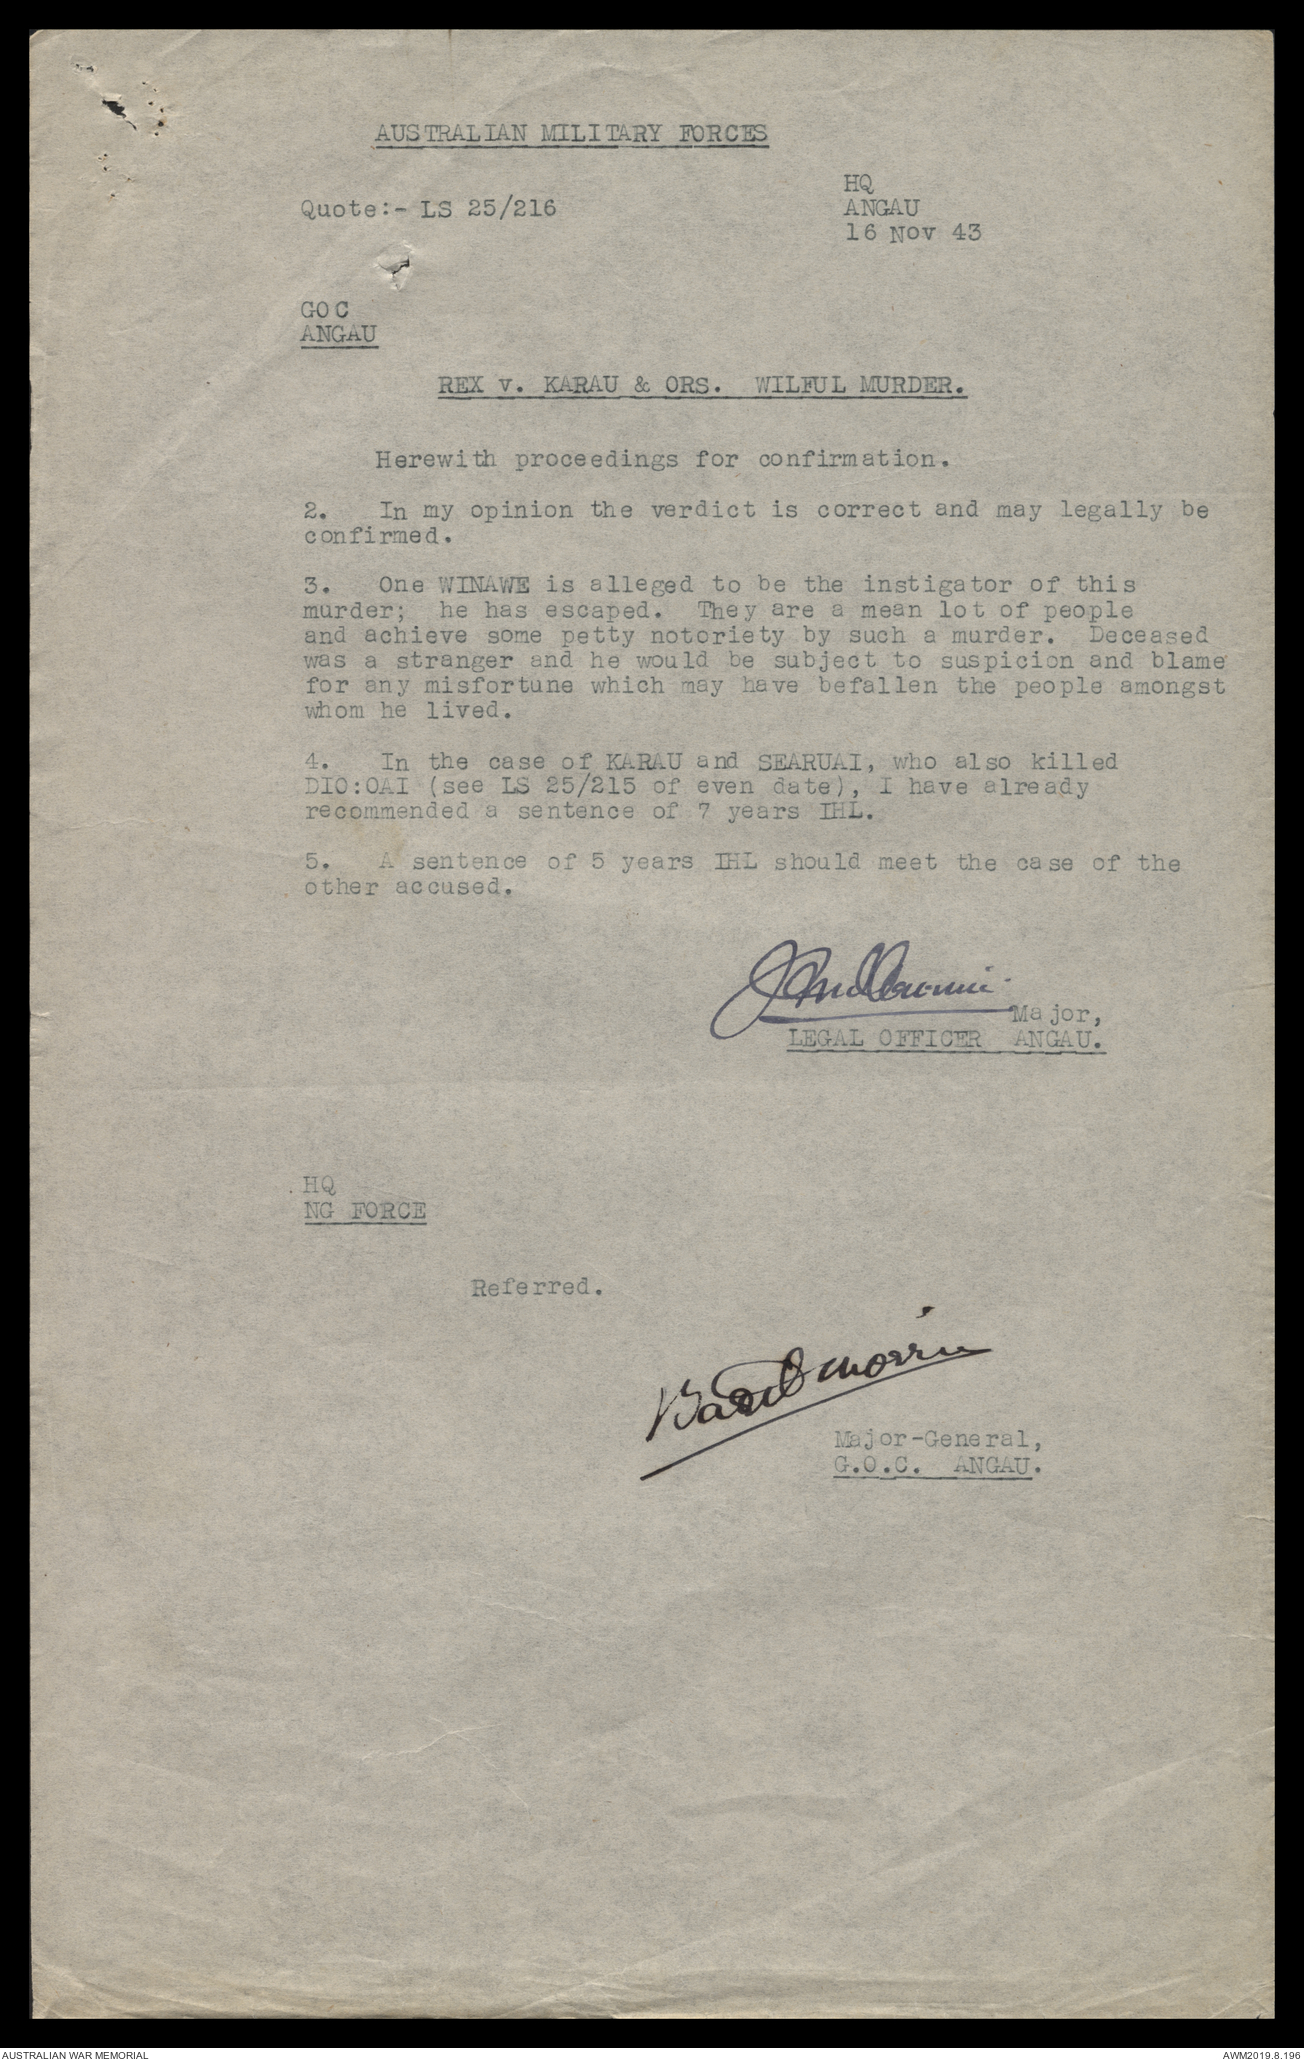 AUSTRALIAN MILITARY FORCES
HQ
Quote:- LS 25/216
ANGAU
16 Nov 43
GOC
ANGAU
REX v. KARAU & ORS. WILFUL MURDER.
Herewith proceedings for confirmation.
2. In my opinion the verdict is correct and may legally be
confirmed.
3. One WINAWE is alleged to be the instigator of this
murder; he has escaped. They are a mean lot of people
and achieve some petty notoriety by such a murder. Deceased
was a stranger and he would be subject to suspicion and blame
for any misfortune which may have befallen the people amongst
whom he lived.
4. In the case of KARAU and SEARUAI, who also killed
DIO:OAI (see LS 25/215 of even date), I have already
recommended a sentence of 7 years IHL.
5. A sentence of 5 years IHL should meet the case of the
other accused.
Major,
LEGAL OFFICER ANGAU.
HQ
NG FORCE
Referred.
Basil Morris
Major-General,
G.O.C. ANGAU.
AUSTRALIAN WAR MEMORIAL
AWM2019.8.196